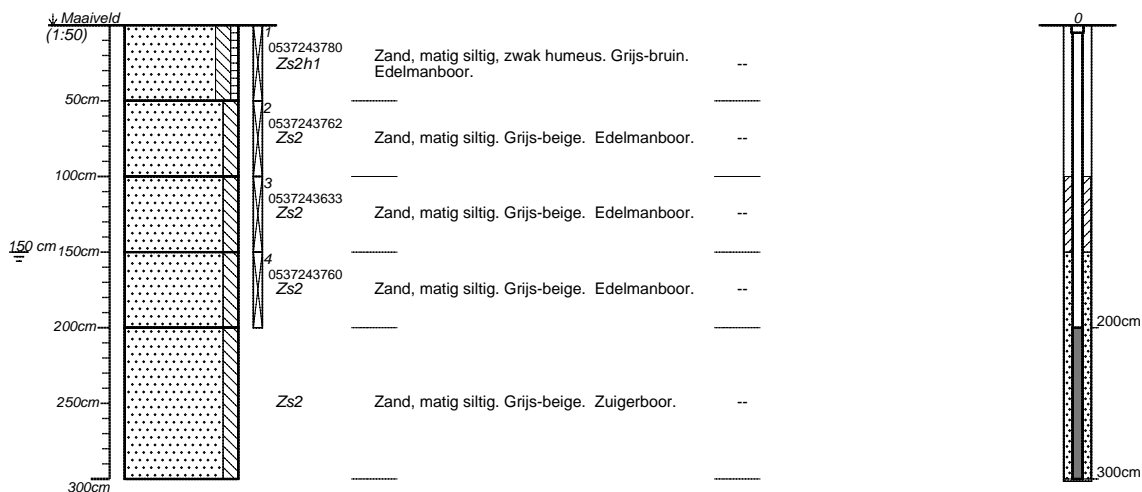 Maaiveld
(1:50)
0
1
0537243780
Zs2h1
Zand, matig siltig, zwak humeus. Grijs-bruin.
Edelmanboor.
--
50cm
2
0537243762
Zs2
Zand, matig siltig. Grijs-beige. Edelmanboor.
--
100cm
3
0537243633
Zs2
Zand, matig siltig. Grijs-beige. Edelmanboor.
--
150 cm
150cm
4
0537243760
Zs2
Zand, matig siltig. Grijs-beige. Edelmanboor.
--
200cm
200cm
250cm
Zs2
Zand, matig siltig. Grijs-beige. Zuigerboor.
--
300cm
300cm